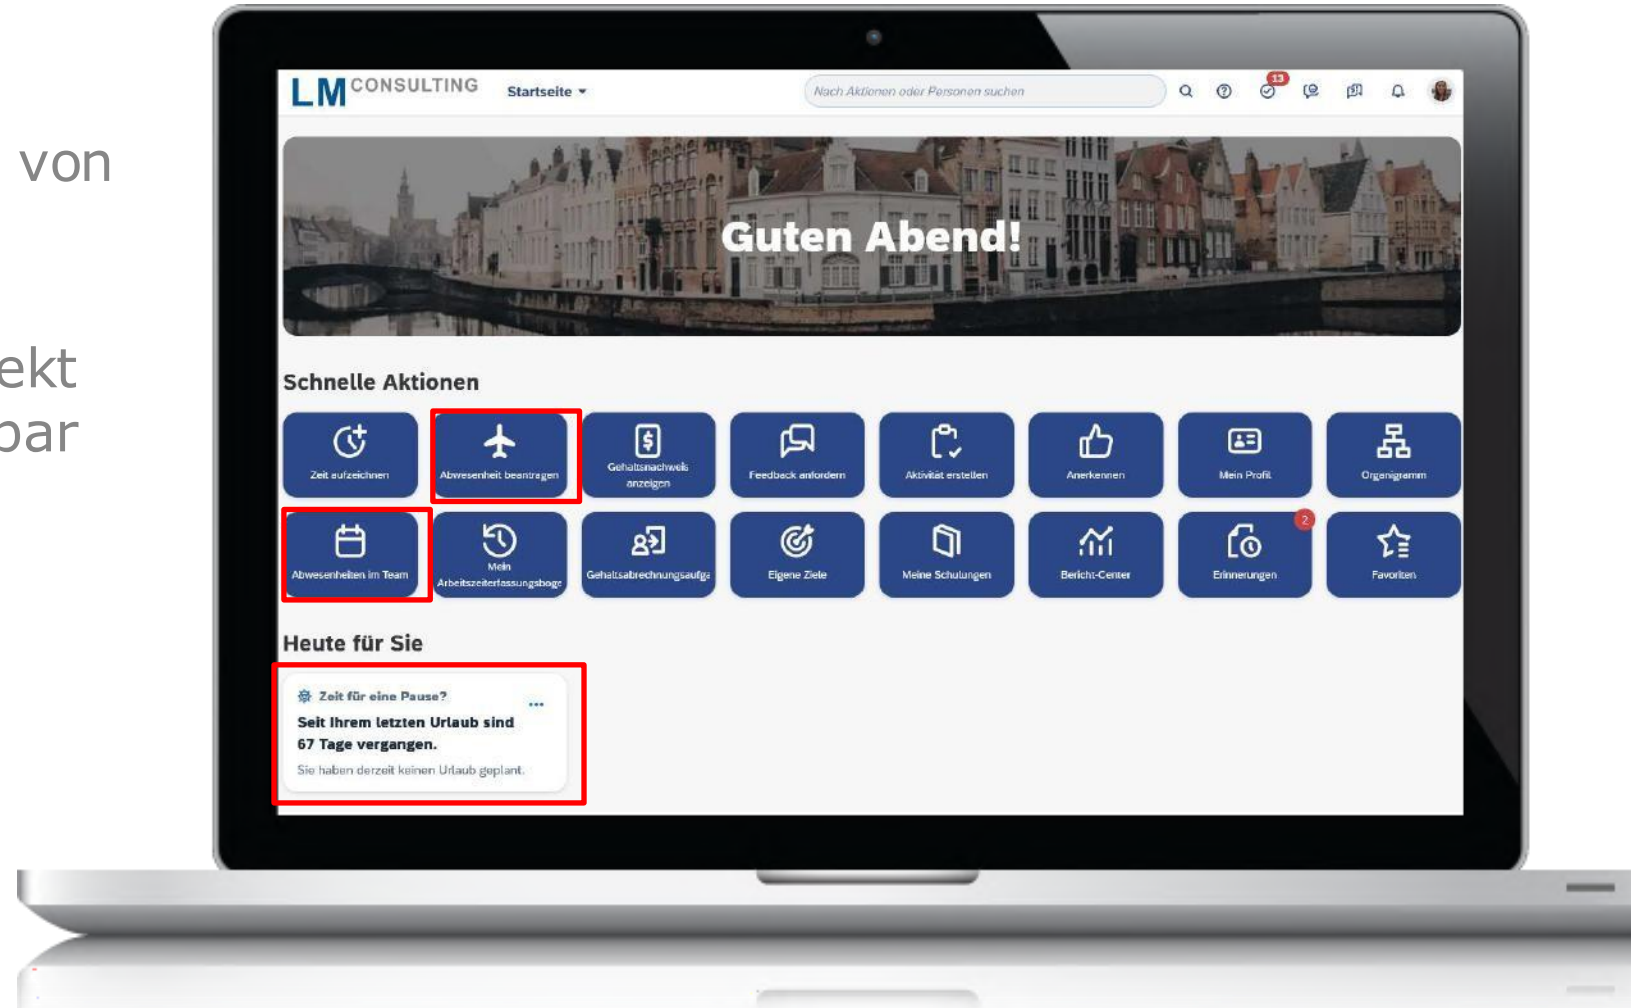 von
ekt
bar
LM CONSULTING
Startseite
Nach Aktionen oder Personen suchen
13
Guten Abend!
Schnelle Aktionen
Zeit aufzeichnen
Abwesenheit beantragen
Gehaltsnachweis
anzeigen
Feedback anfordern
Aktivität erstellen
Anerkennen
Mein Profil
Organigramm
Abwesenheiten im Team
Mein
Arbeitszeiterfassungsboge
Gehaltsabrechnungsaufga
Eigene Ziele
Meine Schulungen
Bericht-Center
2
Erinnerungen
Favoriten
Heute für Sie
Zeit für eine Pause?
Seit Ihrem letzten Urlaub sind
67 Tage vergangen.
Sie haben derzeit keinen Urlaub geplant.